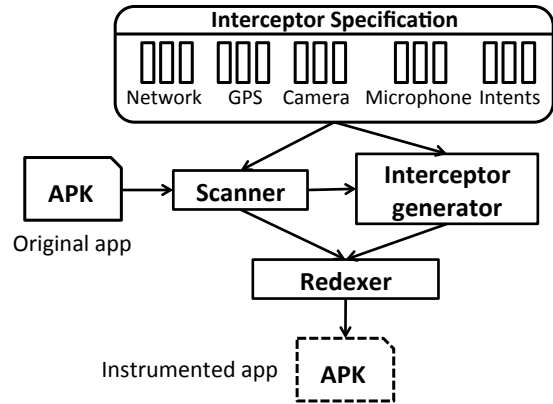 Interceptor Specification
Network GPS Camera Microphone Intents
APK
Scanner
Interceptor
generator
Original app
Redexer
Instrumented app
APK